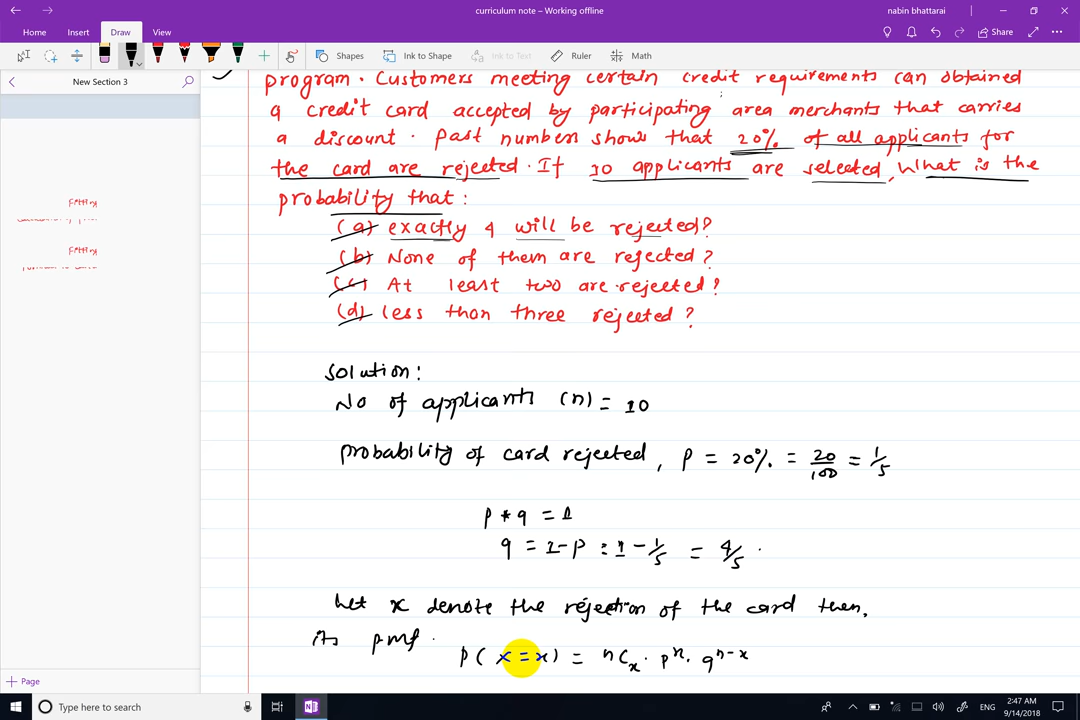 curriculum note – Working offline
nabin bhattarai
Home Insert Draw View
Share
Shapes Ink to Shape Ink to Text Ruler Math
New Section 3
program. Customers meeting certain credit requirements can obtained
a credit card accepted by participating area merchants that carries
a discount. Past numbers show that 20% of all applicants for
the card are rejected. If 10 applicants are selected, What is the
probability that:
(a) exactly 4 will be rejected?
(b) None of them are rejected?
(c) At least two are rejected?
(d) less than three rejected?
Solution:
No of applicants (n) = 10
probability of card rejected, P = 20% = 20/100 = 1/5
P + q = 1
q = 1 - P = 1 - 1/5 = 4/5
Let x denote the rejection of the card then,
its pmf.
P(X = x) = nCx . p^x . q^n-x
Page
Type here to search
ENG
2:47 AM
9/14/2018